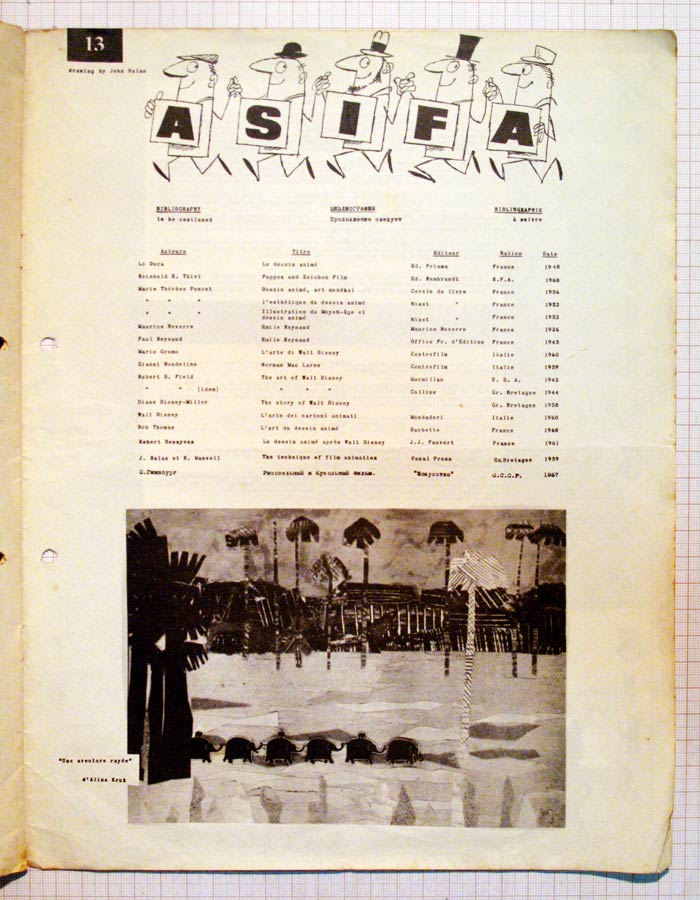 13
drawing by John Halas
A S I F A
BIBLIOGRAPHY БИБЛИОГРАФИЯ BIBLIOGRAPHIE
to be continued Продолжение следует à suivre
Auteurs Titre Editeur Nation Date
Lo Duca Le dessin animé Ed. Prisma France 1948
Reinhold E. Thiel Puppen und Zeichen Film Ed. Rembrandt R.F.A. 1960
Marie Thérèse Poncet Dessin animé, art mondial Cercle du livre France 1956
" " " l'esthétique du dessin animé Nizet " France 1952
" " " Illustration du Moyen-Âge et
dessin animé Nizet " France 1952
Maurice Noverre Emile Reynaud Maurice Noverre France 1926
Paul Reynaud Emile Reynaud Office Fr. d'Edition France 1945
Mario Gromo L'arte di Walt Disney Centrofilm Italie 1960
Gianni Rondolino Norman Mac Laren Centrofilm Italie 1959
Robert D. Field The art of Walt Disney Macmillan 1942
" " (idem) " " " Collins Gr. Bretagne 1944
Diane Disney-Miller The story of Walt Disney Gr. Bretagne 1958
Walt Disney L'arte dei cartoni animati Mondadori Italie 1960
Bob Thomas L'art du dessin animé Hachette France
Robert Benayoun Le dessin animé après Walt Disney J.J. Pauvert France 1961
J. Halas et R. Manvell The technique of film animation Focal Press Gr.Bretagne 1959
С.Гинзбург Рисованный и Кукольный Фильм. "Искусство" С.С.С.Р. 1957
"Une aventure rayée"
d'Alina Kruk